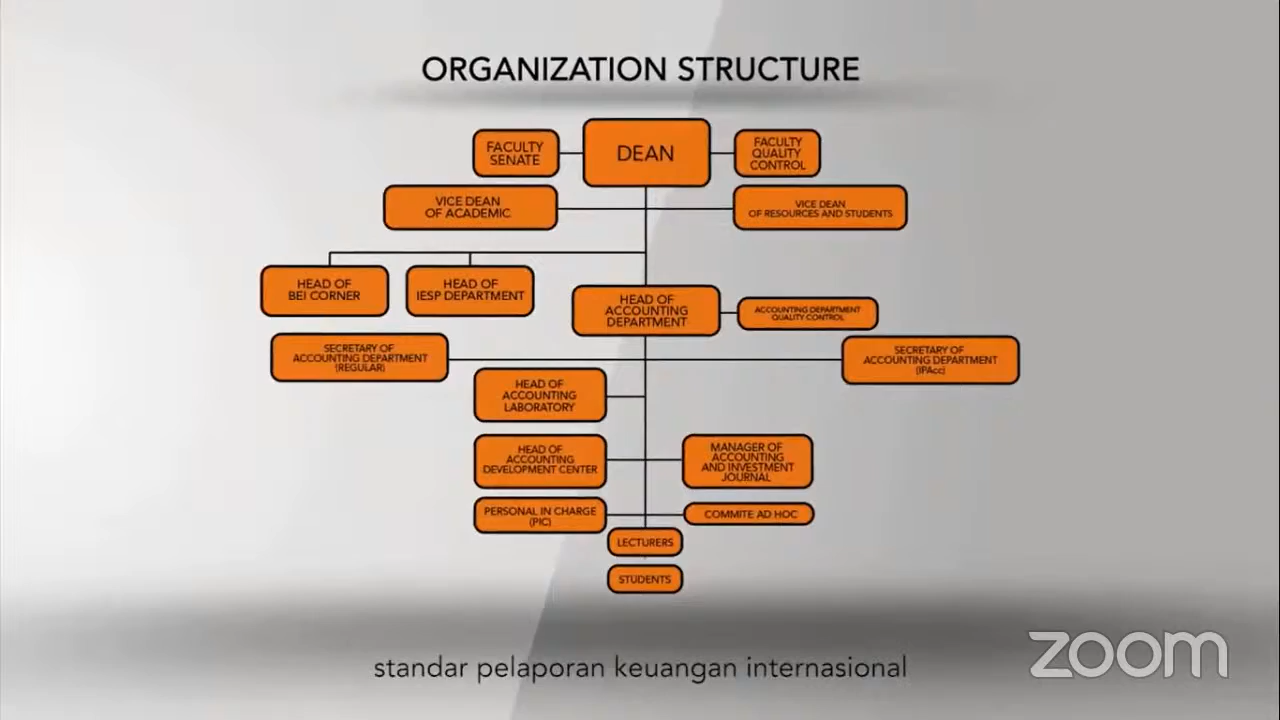 ORGANIZATION STRUCTURE
FACULTY
SENATE
DEAN
FACULTY
QUALITY
CONTROL
VICE DEAN
OF ACADEMIC
VICE DEAN
OF RESOURCES AND STUDENTS
HEAD OF
BEI CORNER
HEAD OF
IESP DEPARTMENT
HEAD OF
ACCOUNTING
DEPARTMENT
ACCOUNTING DEPARTMENT
QUALITY CONTROL
SECRETARY OF
ACCOUNTING DEPARTMENT
(REGULAR)
SECRETARY OF
ACCOUNTING DEPARTMENT
(IPAcc)
HEAD OF
ACCOUNTING
LABORATORY
HEAD OF
ACCOUNTING
DEVELOPMENT CENTER
MANAGER OF
ACCOUNTING
AND INVESTMENT
JOURNAL
PERSONAL IN CHARGE
(PIC)
COMMITE AD HOC
LECTURERS
STUDENTS
standar pelaporan keuangan internasional
zoom